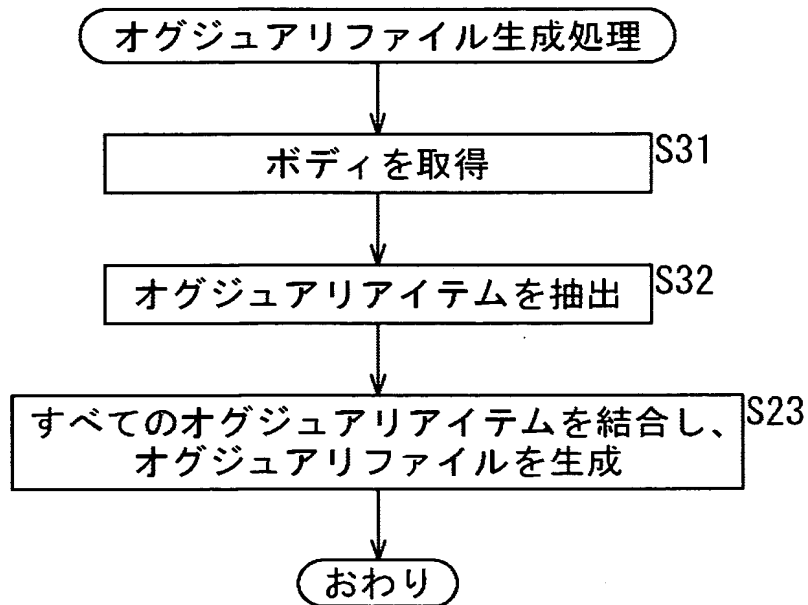 オグジュアリファイル生成処理
ボディを取得
S31
オグジュアリアイテムを抽出
S32
すべてのオグジュアリアイテムを結合し、
オグジュアリファイルを生成
S23
おわり